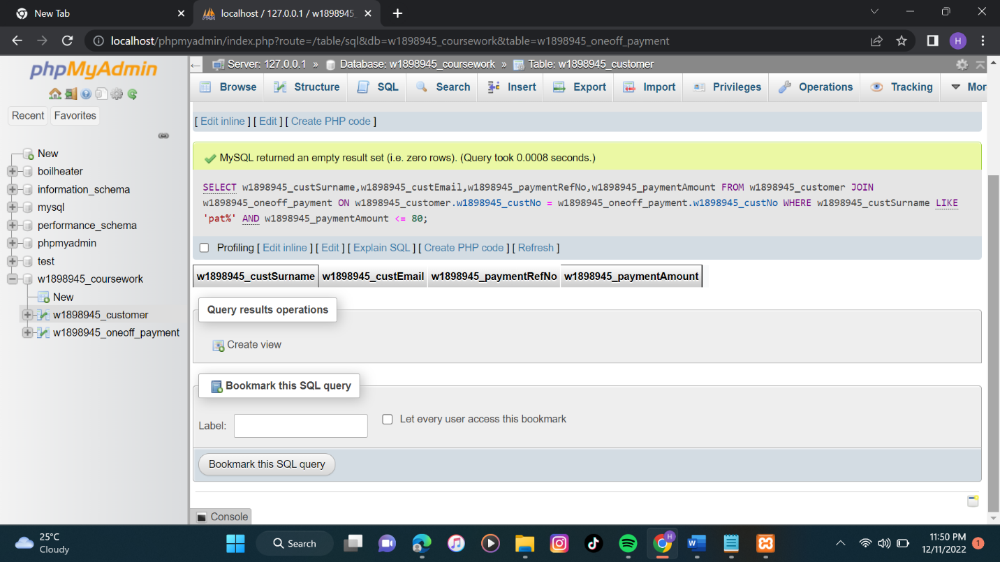 New Tab
localhost / 127.0.0.1 / w1898945_
localhost/phpmyadmin/index.php?route=/table/sql&db=w1898945_coursework&table=w1898945_oneoff_payment
H
phpMyAdmin
Recent
Favorites
New
boilheater
information_schema
mysql
performance_schema
phpmyadmin
test
w1898945_coursework
New
w1898945_customer
w1898945_oneoff_payment
Server: 127.0.0.1 » Database: w1898945_coursework » Table: w1898945_customer
Browse Structure SQL Search Insert Export Import Privileges Operations Tracking Mor
[ Edit inline ] [ Edit ] [ Create PHP code ]
MySQL returned an empty result set (i.e. zero rows). (Query took 0.0008 seconds.)
SELECT w1898945_custSurname,w1898945_custEmail,w1898945_paymentRefNo,w1898945_paymentAmount FROM w1898945_customer JOIN
w1898945_oneoff_payment ON w1898945_customer.w1898945_custNo = w1898945_oneoff_payment.w1898945_custNo WHERE w1898945_custSurname LIKE
'pat%' AND w1898945_paymentAmount <= 80;
Profiling [ Edit inline ] [ Edit ] [ Explain SQL ] [ Create PHP code ] [ Refresh ]
w1898945_custSurname w1898945_custEmail w1898945_paymentRefNo w1898945_paymentAmount
Query results operations
Create view
Bookmark this SQL query
Label:
Let every user access this bookmark
Bookmark this SQL query
Console
25°C
Cloudy
Search
H
11:50 PM
12/11/2022
1